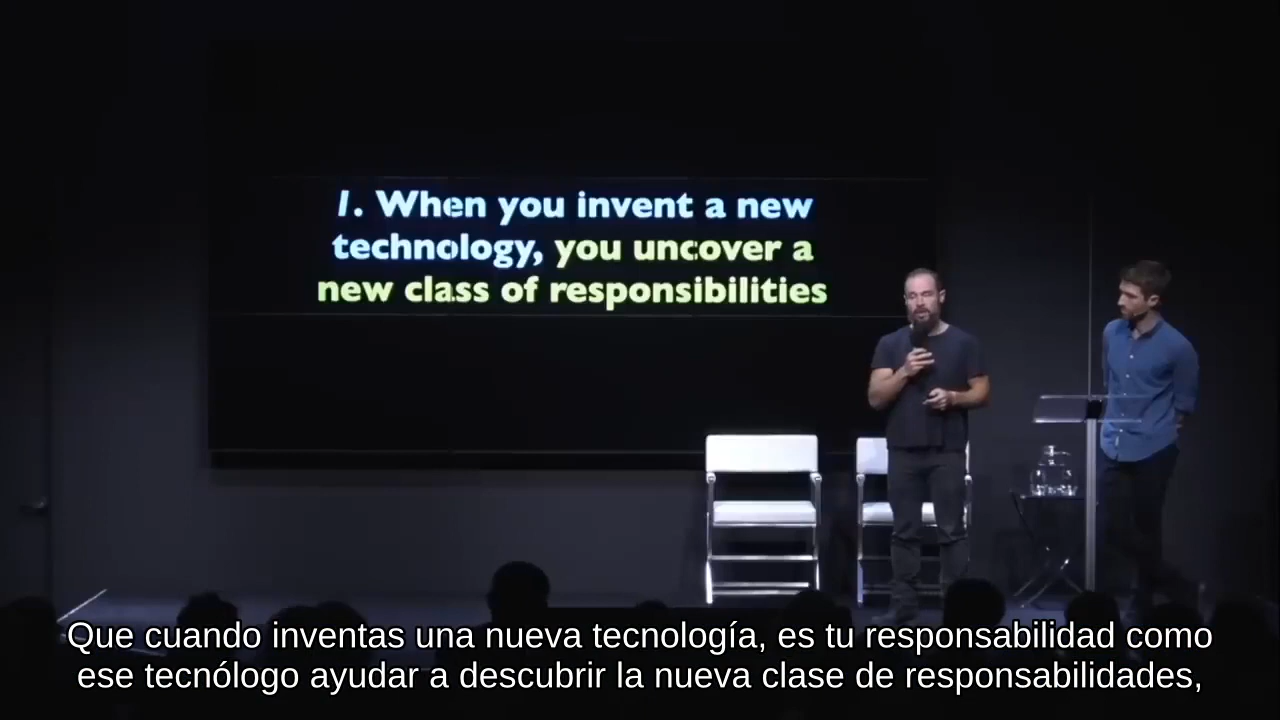 1. When you invent a new
technology, you uncover a
new class of responsibilities
Que cuando inventas una nueva tecnología, es tu responsabilidad como
ese tecnólogo ayudar a descubrir la nueva clase de responsabilidades,